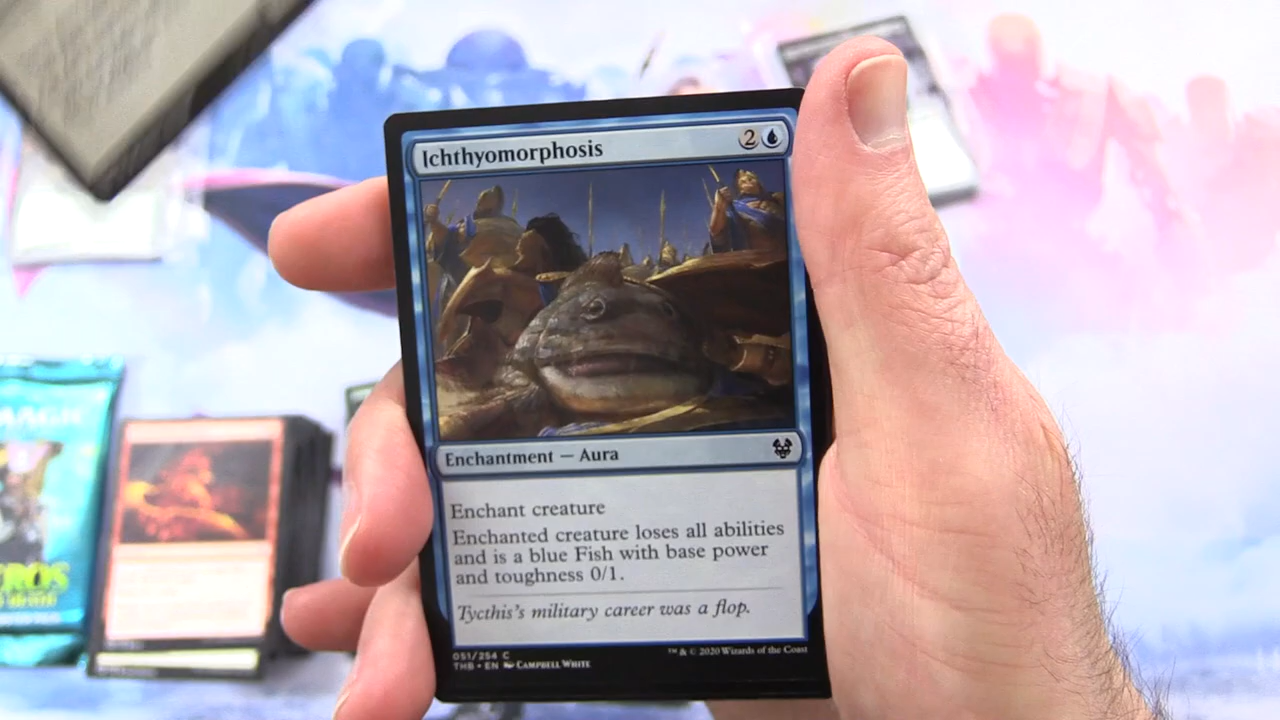 Ichthyomorphosis 2
Enchantment — Aura
Enchant creature
Enchanted creature loses all abilities
and is a blue Fish with base power
and toughness 0/1.
Tycthis's military career was a flop.
051/254 C
THB • EN CAMPBELL WHITE
™ & © 2020 Wizards of the Coast